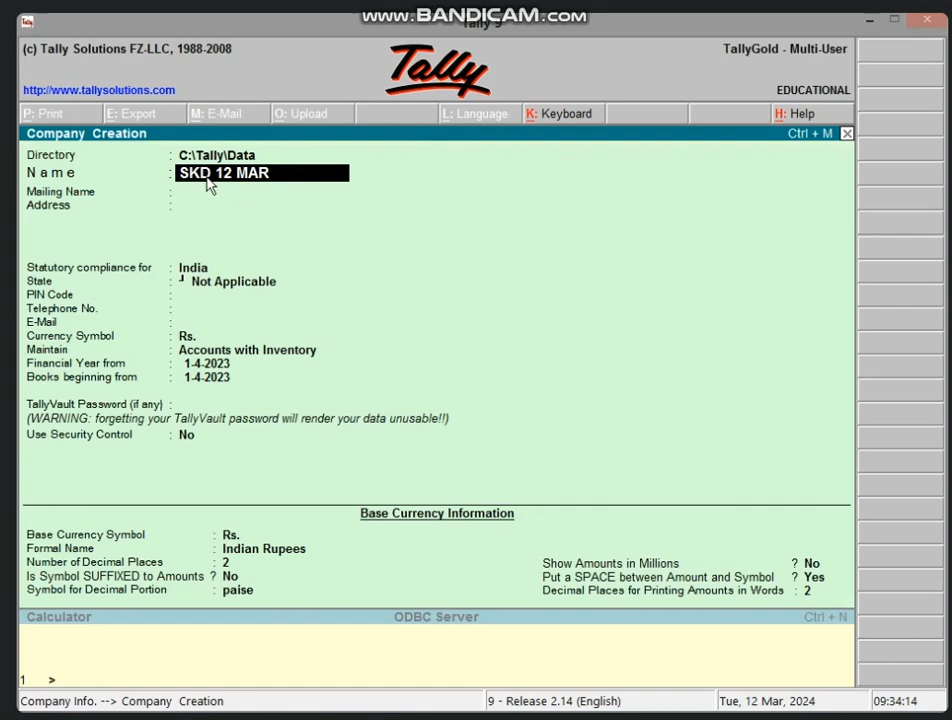 www.BANDICAM.com
Tally 9
(c) Tally Solutions FZ-LLC, 1988-2008
Tally
TallyGold - Multi-User
http://www.tallysolutions.com
EDUCATIONAL
P: Print E: Export M: E-Mail O: Upload L: Language K: Keyboard H: Help
Company Creation Ctrl + M
Directory : C:\Tally\Data
Name : SKD 12 MAR
Mailing Name :
Address :
Statutory compliance for : India
State : Not Applicable
PIN Code :
Telephone No. :
E-Mail :
Currency Symbol : Rs.
Maintain : Accounts with Inventory
Financial Year from : 1-4-2023
Books beginning from : 1-4-2023
TallyVault Password (if any) :
(WARNING: forgetting your TallyVault password will render your data unusable!!)
Use Security Control : No
Base Currency Information
Base Currency Symbol : Rs.
Formal Name : Indian Rupees
Number of Decimal Places : 2
Is Symbol SUFFIXED to Amounts ? No
Symbol for Decimal Portion : paise
Show Amounts in Millions ? No
Put a SPACE between Amount and Symbol ? Yes
Decimal Places for Printing Amounts in Words : 2
Calculator ODBC Server Ctrl + N
1 >
Company Info. --> Company Creation 9 - Release 2.14 (English) Tue, 12 Mar, 2024 09:34:14